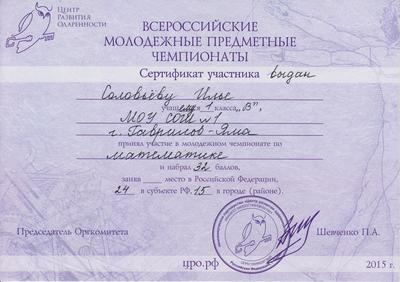 Центр
Развития
Одаренности
ВСЕРОССИЙСКИЕ
МОЛОДЕЖНЫЕ ПРЕДМЕТНЫЕ
ЧЕМПИОНАТЫ
Сертификат участника выдан
Соловьёву Илье
учащемуся 1 класса „В",
МОУ СОШ №1
г. Гаврилов-Яма
принял участие в молодежном чемпионате по
математике
и набрал 32 баллов,
заняв место в Российской Федерации,
24 в субъекте РФ, 15 в городе (районе).
Председатель Оргкомитета
Шевченко П.А.
цро.рф
2015 г.